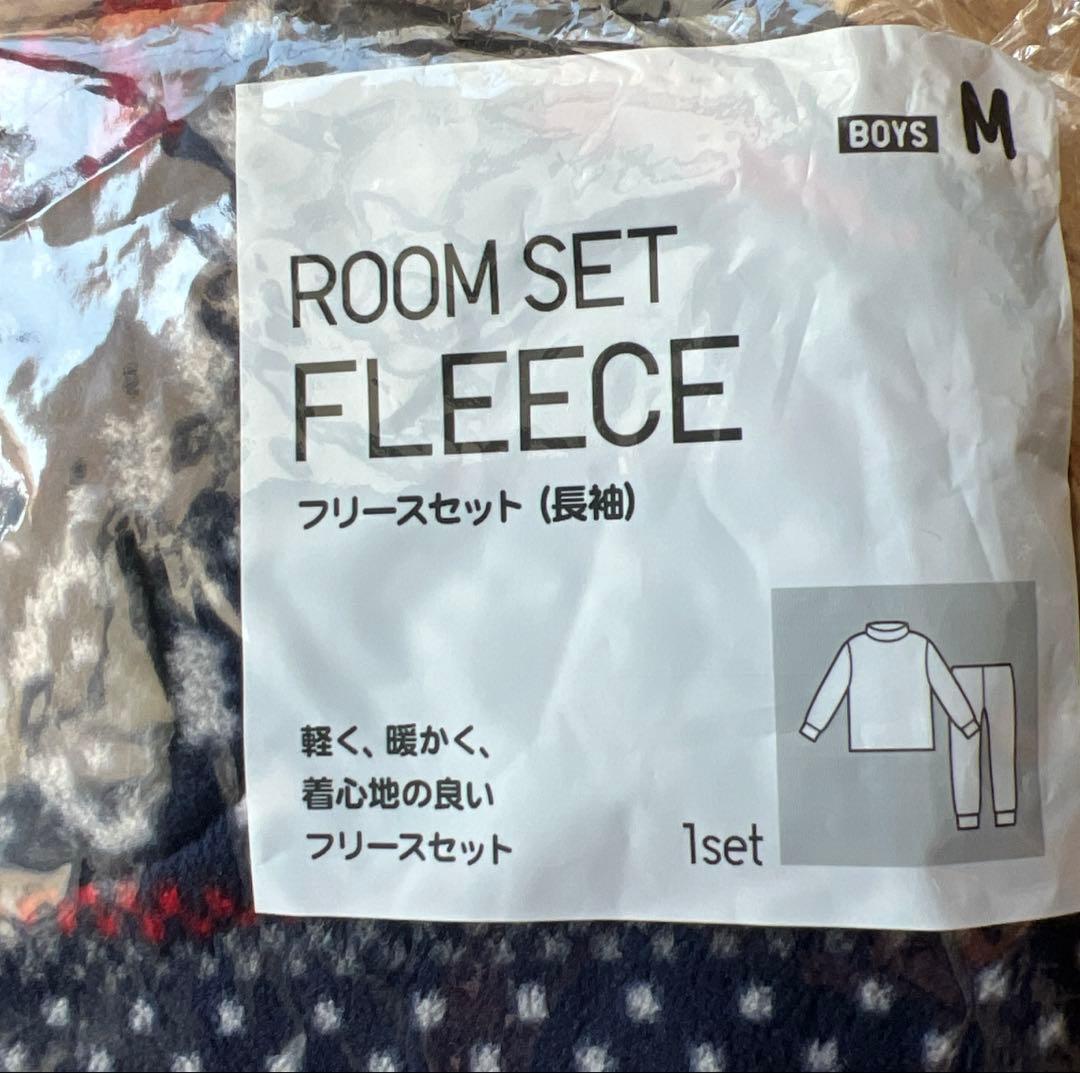 BOYS M
ROOM SET
FLEECE
フリースセット (長袖)
軽く、暖かく、
着心地の良い
フリースセット
1set